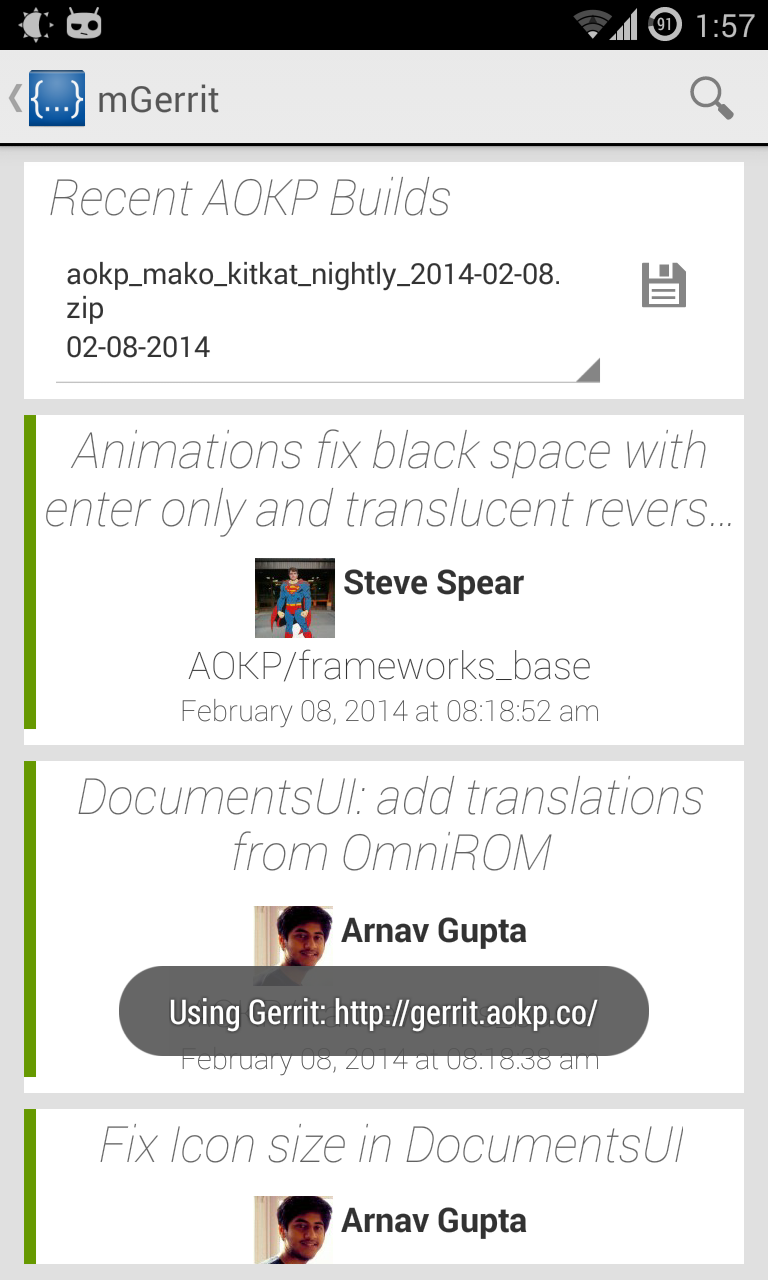 91 1:57
{...} mGerrit
Recent AOKP Builds
aokp_mako_kitkat_nightly_2014-02-08.
zip
02-08-2014
Animations fix black space with
enter only and translucent revers...
Steve Spear
AOKP/frameworks_base
February 08, 2014 at 08:18:52 am
DocumentsUI: add translations
from OmniROM
Arnav Gupta
Using Gerrit: http://gerrit.aokp.co/
February 08, 2014 at 08:18:38 am
Fix Icon size in DocumentsUI
Arnav Gupta